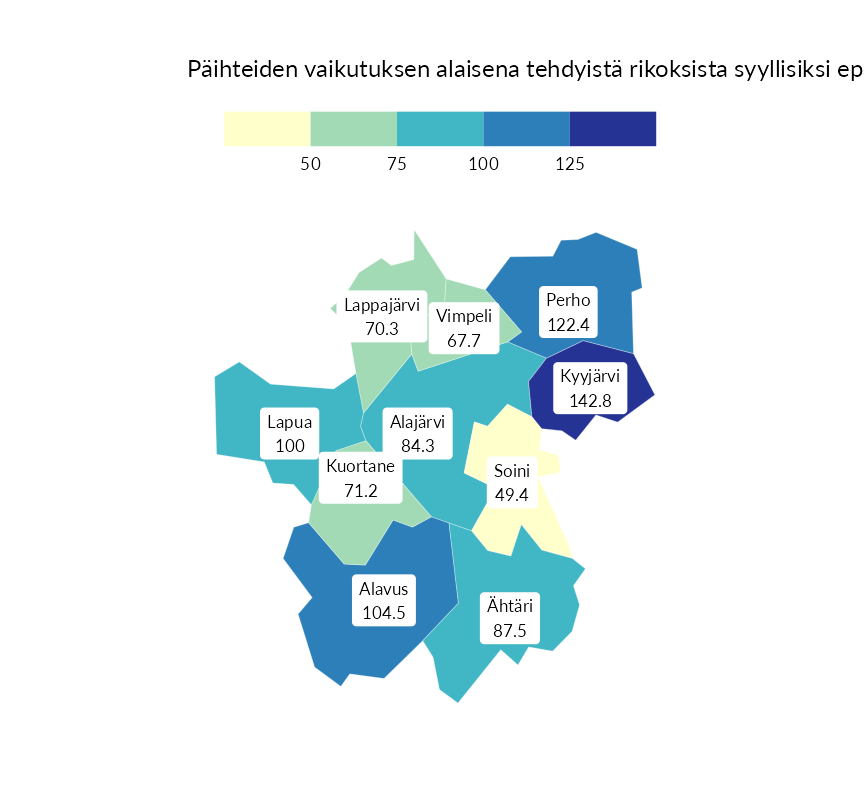 Päihteiden vaikutuksen alaisena tehdyistä rikoksista syyllisiksi ep
50 75 100 125
Perho
122.4
Lappajärvi
70.3
Vimpeli
67.7
Kyyjärvi
142.8
Lapua
100
Alajärvi
84.3
Kuortane
71.2
Soini
49.4
Alavus
104.5
Ähtäri
87.5